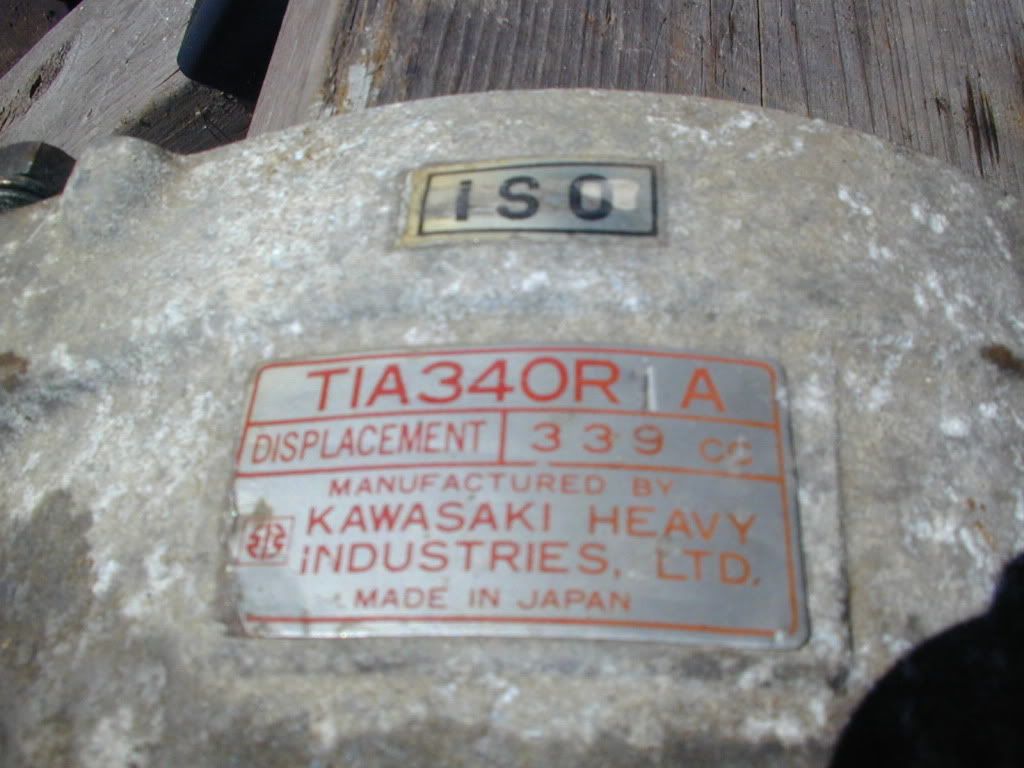 ISO
TIA340R1A
DISPLACEMENT 339 cc
MANUFACTURED BY
KAWASAKI HEAVY
INDUSTRIES, LTD.
MADE IN JAPAN